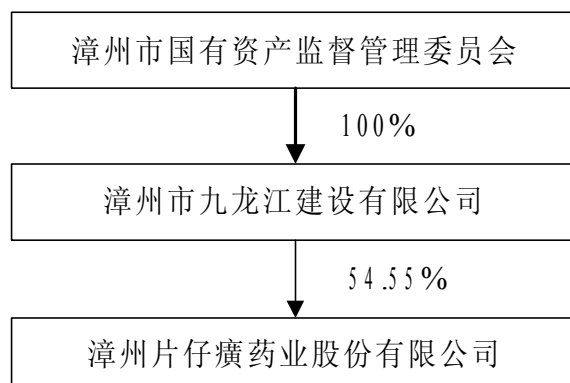 漳州市国有资产监督管理委员会
100%
漳州市九龙江建设有限公司
54.55%
漳州片仔癀药业股份有限公司